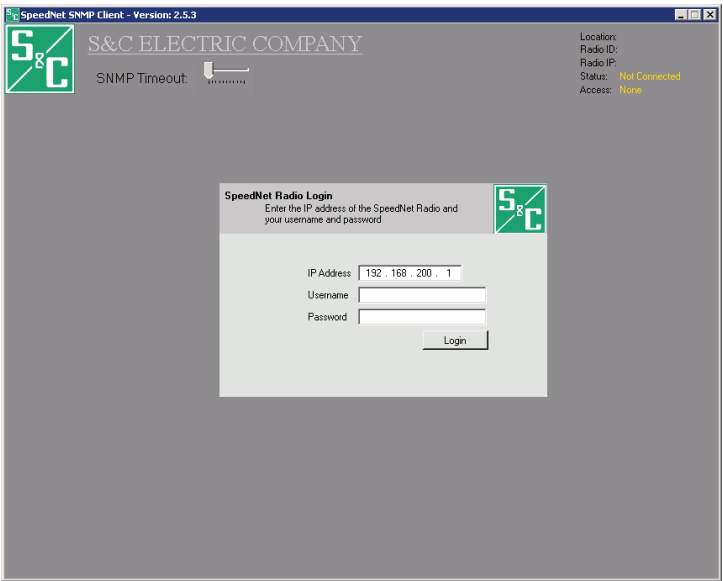 SpeedNet SNMP Client - Version: 2.5.3
S&C
S&C ELECTRIC COMPANY
SNMP Timeout:
Location:
Radio ID:
Radio IP:
Status: Not Connected
Access: None
SpeedNet Radio Login
Enter the IP address of the SpeedNet Radio and
your username and password
S&C
IP Address 192 . 168 . 200 . 1
Username
Password
Login